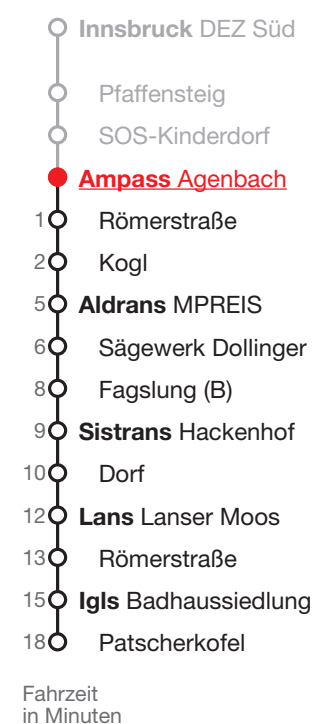 Innsbruck DEZ Süd
Pfaffensteig
SOS-Kinderdorf
Ampass Agenbach
1 Römerstraße
2 Kogl
5 Aldrans MPREIS
6 Sägewerk Dollinger
8 Fagslung (B)
9 Sistrans Hackenhof
10 Dorf
12 Lans Lanser Moos
13 Römerstraße
15 Igls Badhaussiedlung
18 Patscherkofel
Fahrzeit
in Minuten